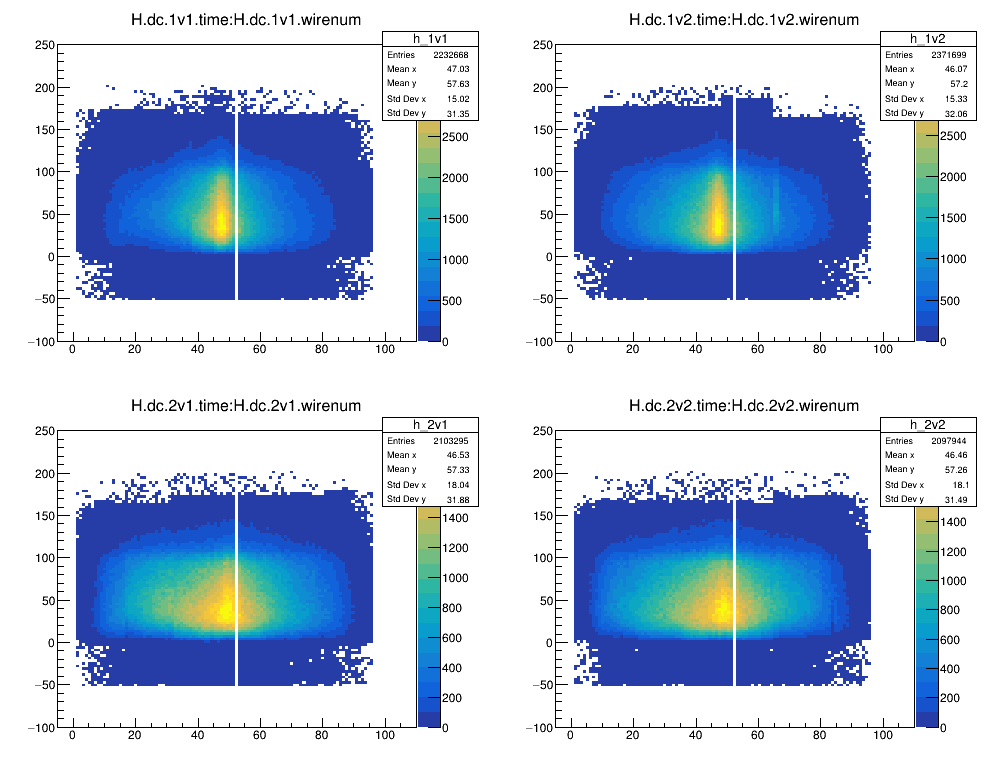 H.dc.1v1.time:H.dc.1v1.wirenum
h_1v1
Entries 2232668
Mean x 47.03
Mean y 57.63
Std Dev x 15.02
Std Dev y 31.35
250
200
150
100
50
0
−50
−100
0 20 40 60 80 100
2500
2000
1500
1000
500
0
H.dc.1v2.time:H.dc.1v2.wirenum
h_1v2
Entries 2371699
Mean x 46.07
Mean y 57.2
Std Dev x 15.33
Std Dev y 32.06
250
200
150
100
50
0
−50
−100
0 20 40 60 80 100
2500
2000
1500
1000
500
0
H.dc.2v1.time:H.dc.2v1.wirenum
h_2v1
Entries 2103295
Mean x 46.53
Mean y 57.33
Std Dev x 18.04
Std Dev y 31.88
250
200
150
100
50
0
−50
−100
0 20 40 60 80 100
1400
1200
1000
800
600
400
200
0
H.dc.2v2.time:H.dc.2v2.wirenum
h_2v2
Entries 2097944
Mean x 46.46
Mean y 57.26
Std Dev x 18.1
Std Dev y 31.49
250
200
150
100
50
0
−50
−100
0 20 40 60 80 100
1400
1200
1000
800
600
400
200
0